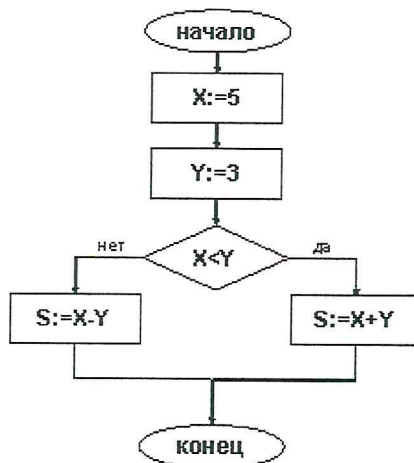 начало
X:=5
Y:=3
нет
X<Y
да
S:=X-Y
S:=X+Y
конец